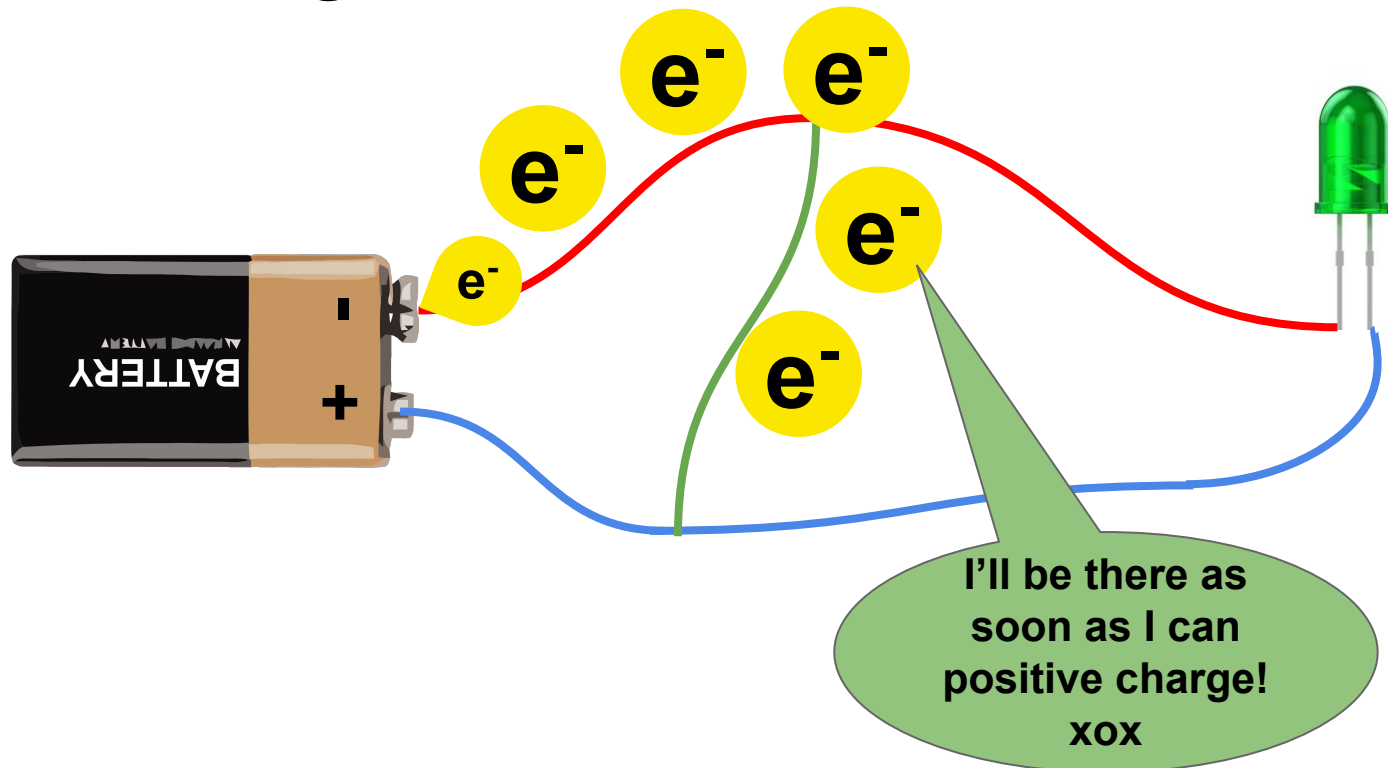 e-
e-
e-
e-
e-
e-
-
+
BATTERY
I'll be there as
soon as I can
positive charge!
xox